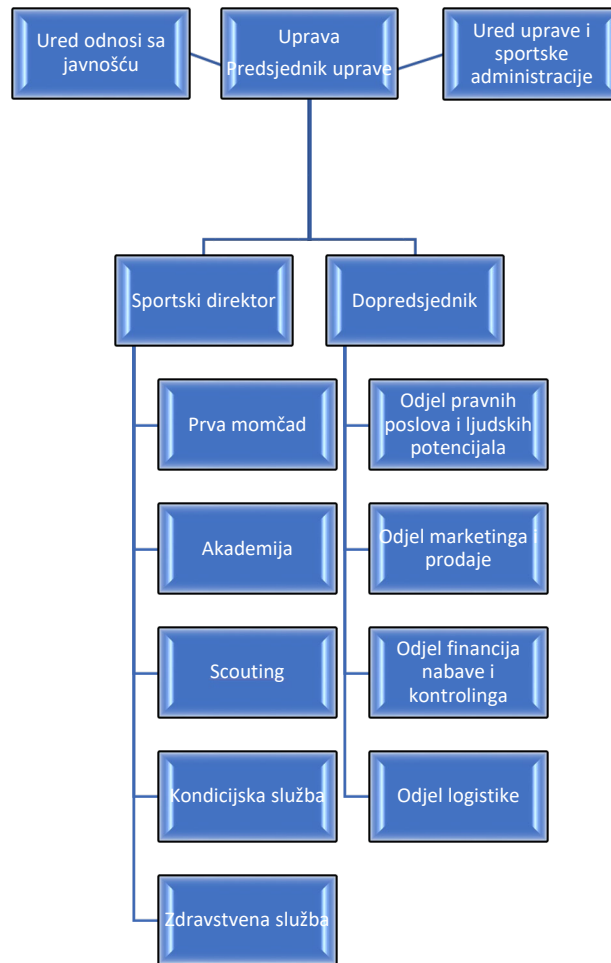 Ured odnosi sa
javnošću
Uprava
Predsjednik uprave
Ured uprave i
sportske
administracije
Sportski direktor
Dopredsjednik
Prva momčad
Odjel pravnih
poslova i ljudskih
potencijala
Akademija
Odjel marketinga i
prodaje
Scouting
Odjel financija
nabave i
kontrolinga
Kondicijska služba
Odjel logistike
Zdravstvena služba